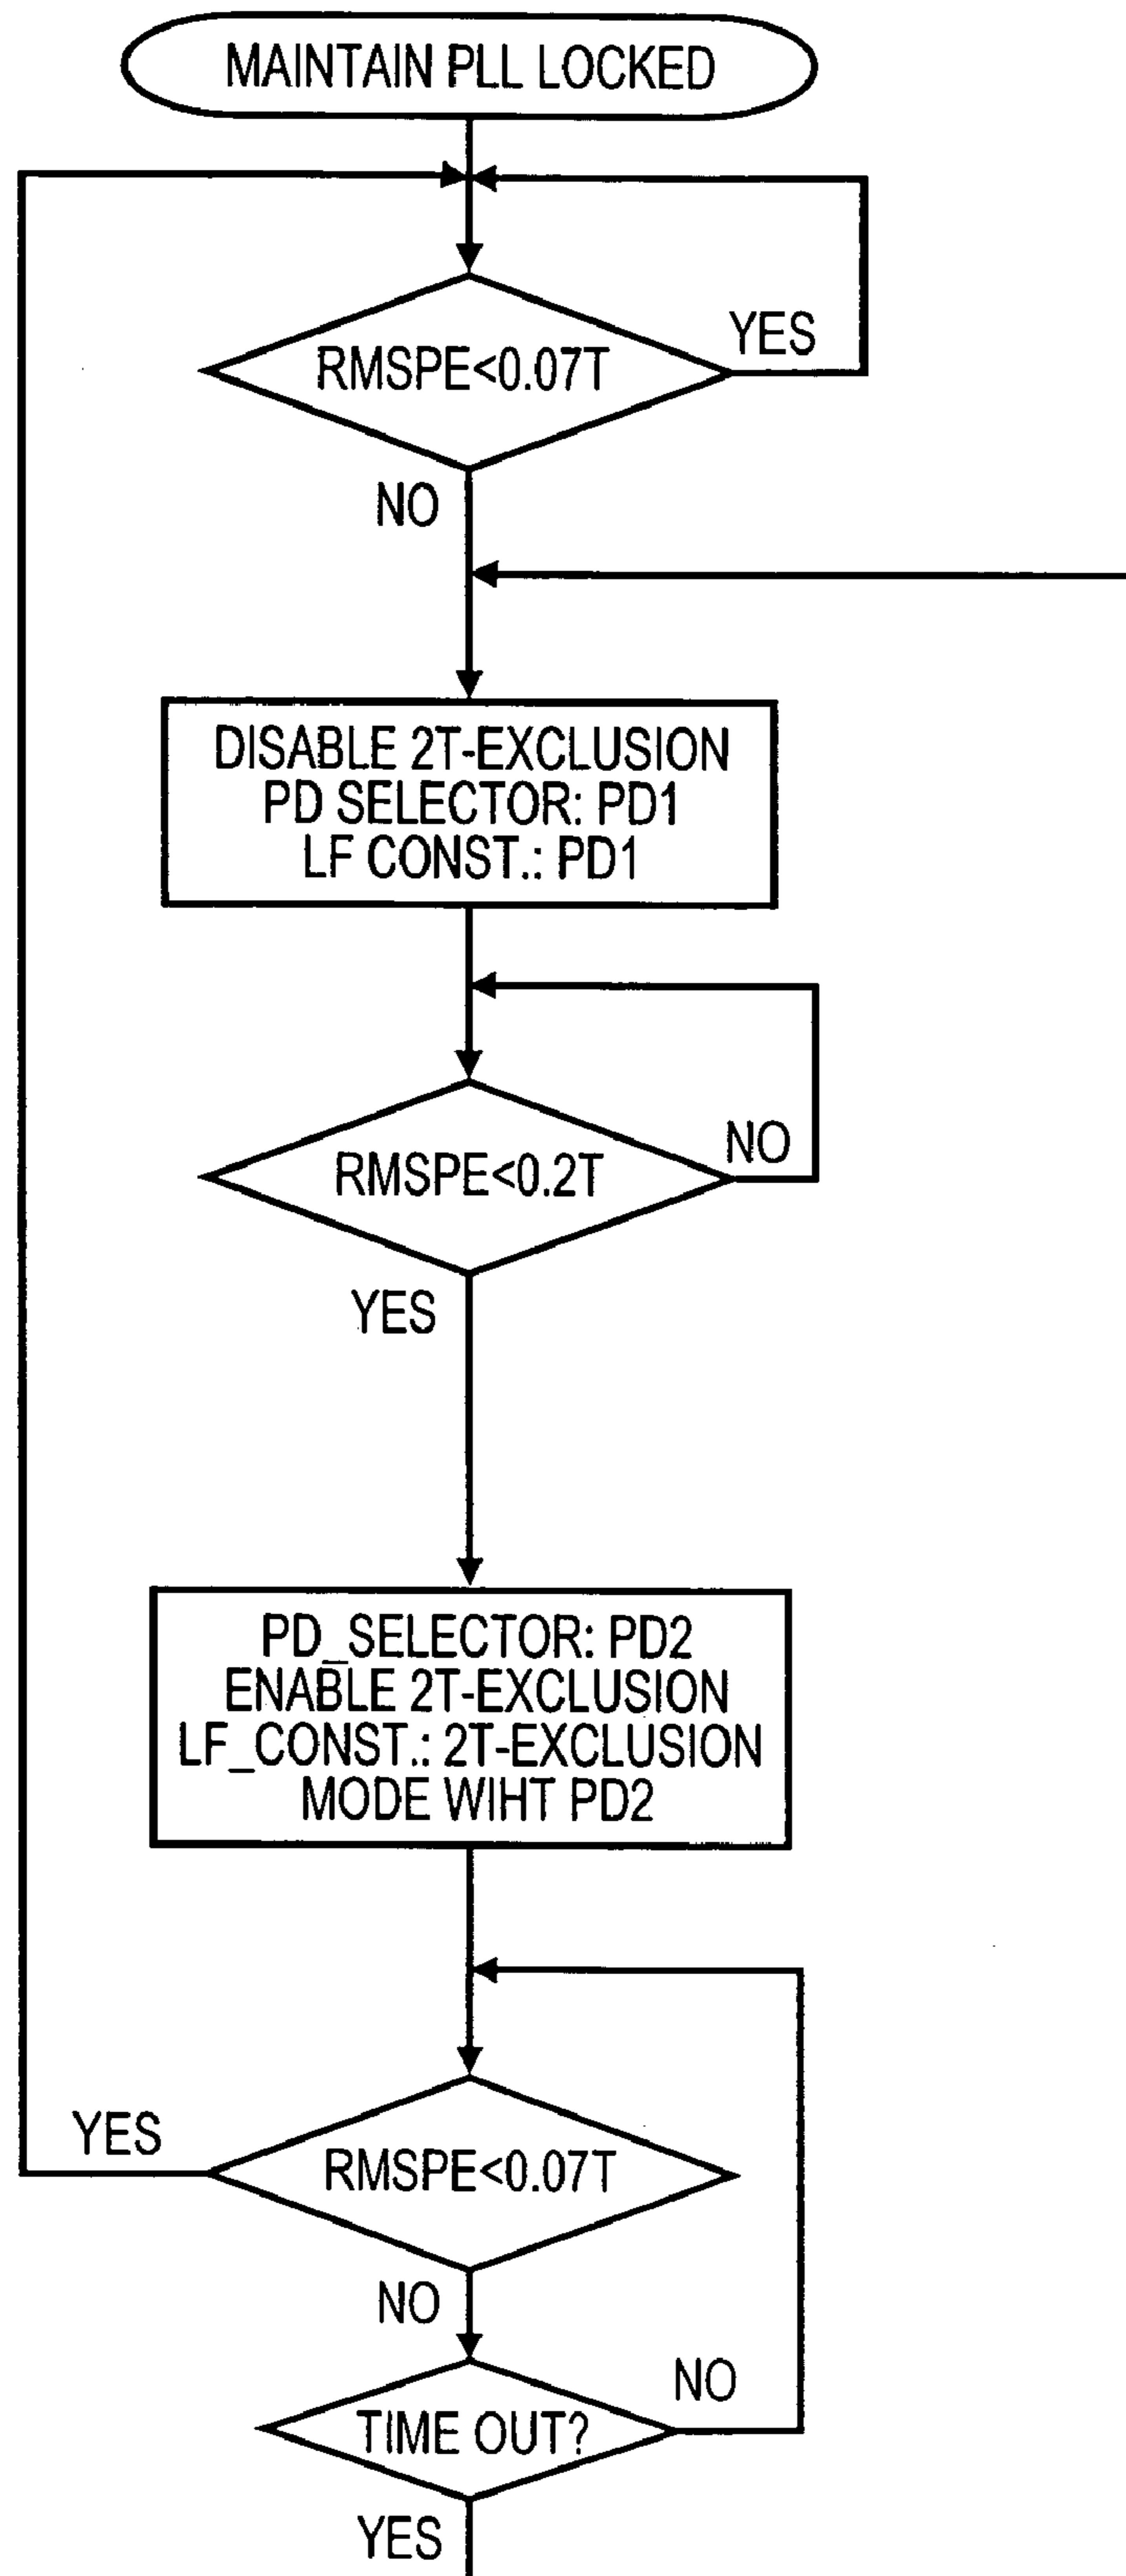 MAINTAIN PLL LOCKED
RMSPE<0.07T
YES
NO
DISABLE 2T-EXCLUSION
PD SELECTOR: PD1
LF CONST.: PD1
RMSPE<0.2T
NO
YES
PD_SELECTOR: PD2
ENABLE 2T-EXCLUSION
LF_CONST.: 2T-EXCLUSION
MODE WIHT PD2
YES
RMSPE<0.07T
NO
TIME OUT?
NO
YES